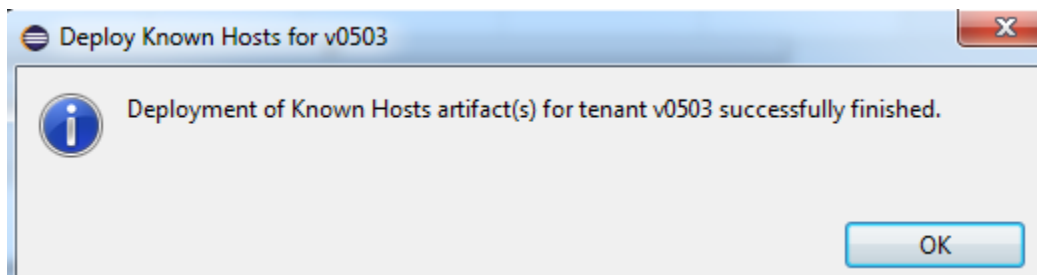 Deploy Known Hosts for v0503
Deployment of Known Hosts artifact(s) for tenant v0503 successfully finished.
OK